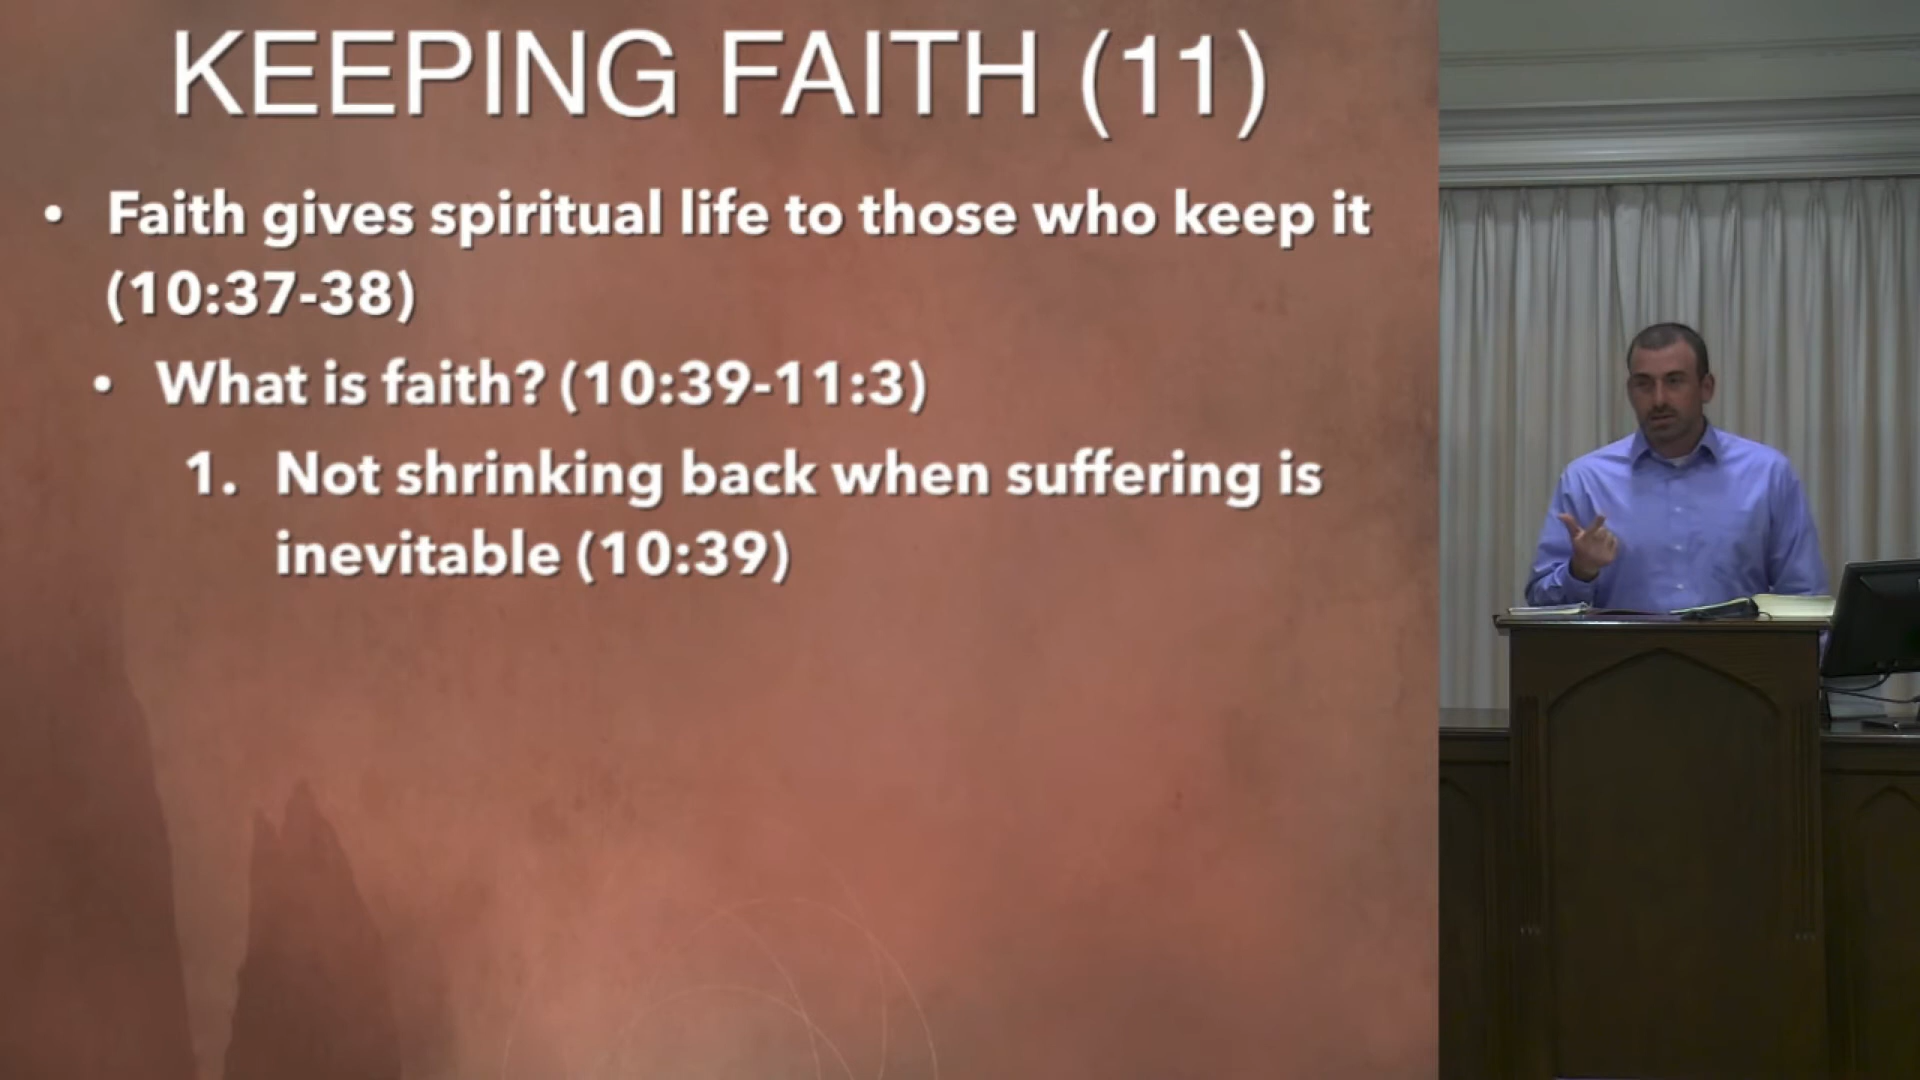 KEEPING FAITH (11)
• Faith gives spiritual life to those who keep it
(10:37-38)
• What is faith? (10:39-11:3)
1. Not shrinking back when suffering is
inevitable (10:39)